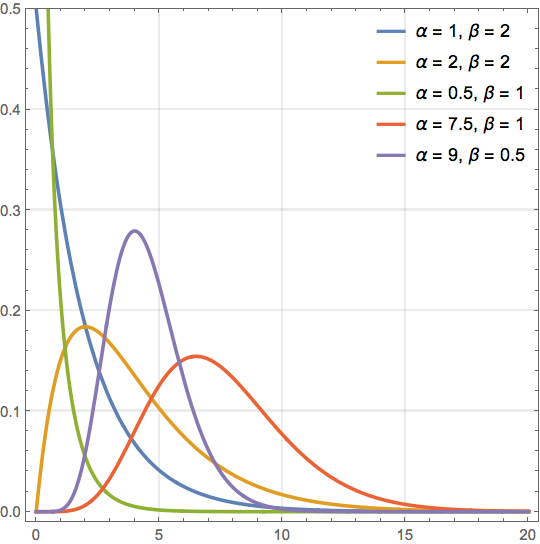 0.5
α = 1, β = 2
α = 2, β = 2
α = 0.5, β = 1
α = 7.5, β = 1
α = 9, β = 0.5
0.4
0.3
0.2
0.1
0.0
0 5 10 15 20